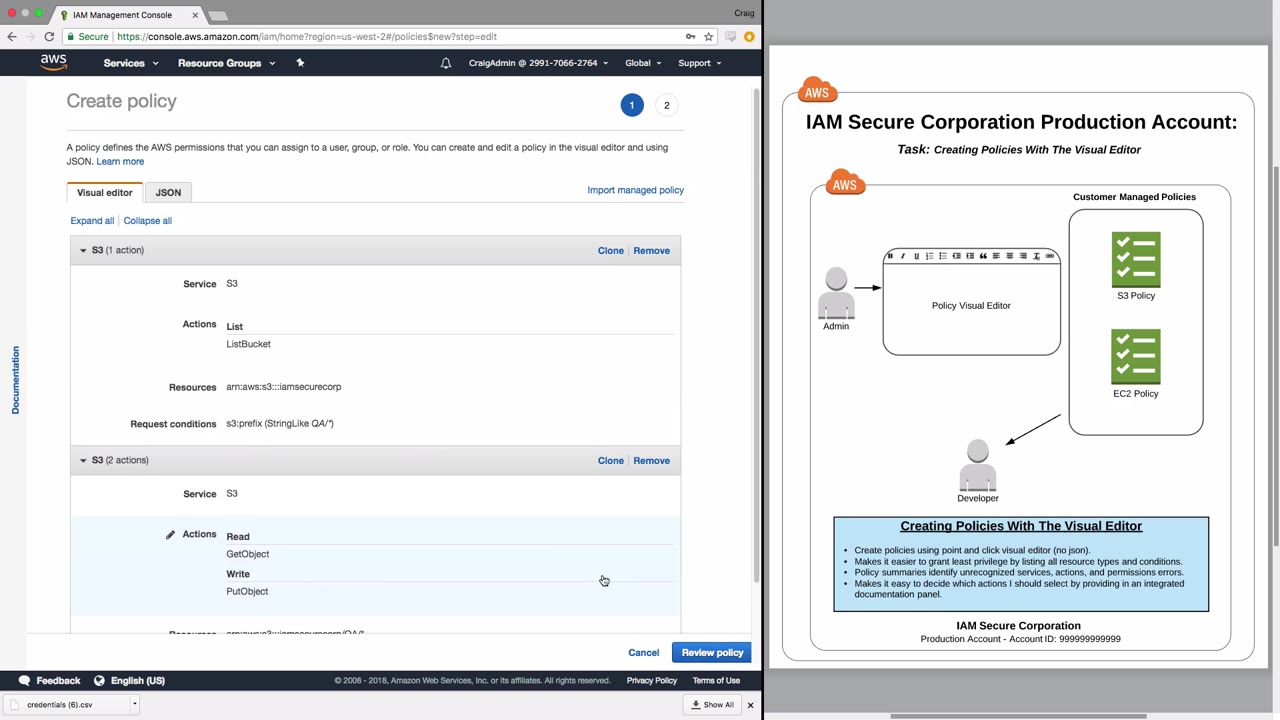 IAM Management Console
Craig
Secure
https://console.aws.amazon.com/iam/home?region=us-west-2#/policies$new?step=edit
aws
Services
Resource Groups
CraigAdmin @ 2991-7066-2764
Global
Support
Create policy
1
2
A policy defines the AWS permissions that you can assign to a user, group, or role. You can create and edit a policy in the visual editor and using
JSON. Learn more
Visual editor
JSON
Import managed policy
Expand all
Collapse all
S3 (1 action)
Clone
Remove
Service
S3
Actions
List
ListBucket
Resources
arn:aws:s3:::iamsecurecorp
Request conditions
s3:prefix (StringLike QA/*)
S3 (2 actions)
Clone
Remove
Service
S3
Actions
Read
GetObject
Write
PutObject
Resources
arn:aws:s3:::iamsecurecorp/QA/*
Documentation
Cancel
Review policy
Feedback
English (US)
© 2008 - 2018, Amazon Web Services, Inc. or its affiliates. All rights reserved.
Privacy Policy
Terms of Use
credentials (6).csv
Show All
AWS
IAM Secure Corporation Production Account:
Task: Creating Policies With The Visual Editor
AWS
Customer Managed Policies
S3 Policy
EC2 Policy
Policy Visual Editor
Admin
Developer
Creating Policies With The Visual Editor
• Create policies using point and click visual editor (no json).
• Makes it easier to grant least privilege by listing all resource types and conditions.
• Policy summaries identify unrecognized services, actions, and permissions errors.
• Makes it easy to decide which actions I should select by providing in an integrated
documentation panel.
IAM Secure Corporation
Production Account - Account ID: 999999999999